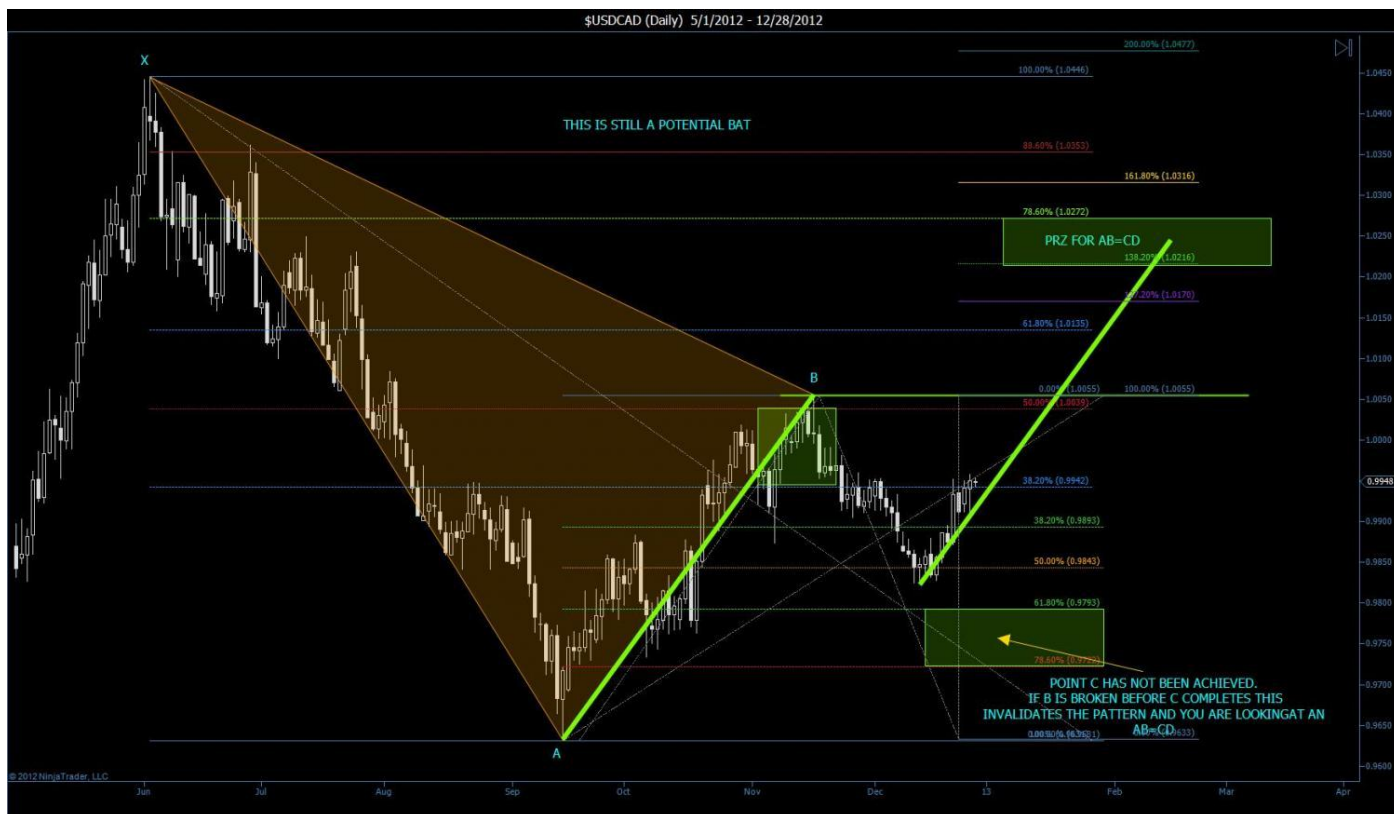 $USDCAD (Daily) 5/1/2012 - 12/28/2012
200.00% (1.0477)
X
100.00% (1.0446)
1.0450
1.0400
THIS IS STILL A POTENTIAL BAT
88.60% (1.0353)
1.0350
161.80% (1.0316)
1.0300
78.60% (1.0272)
PRZ FOR AB=CD
1.0250
138.20% (1.0216)
1.0200
27.20% (1.0170)
1.0150
61.80% (1.0135)
1.0100
B
0.00% (1.0055)
100.00% (1.0055)
1.0050
50.00% (1.0039)
1.0000
38.20% (0.9942)
0.9948
0.9900
38.20% (0.9893)
50.00% (0.9843)
0.9850
61.80% (0.9793)
0.9800
0.9750
78.60%
0.9700
POINT C HAS NOT BEEN ACHIEVED.
IF B IS BROKEN BEFORE C COMPLETES THIS
INVALIDATES THE PATTERN AND YOU ARE LOOKINGAT AN
AB=CD
0.9650
A
0.9600
© 2012 NinjaTrader, LLC
Jun Jul Aug Sep Oct Nov Dec 13 Feb Mar Apr